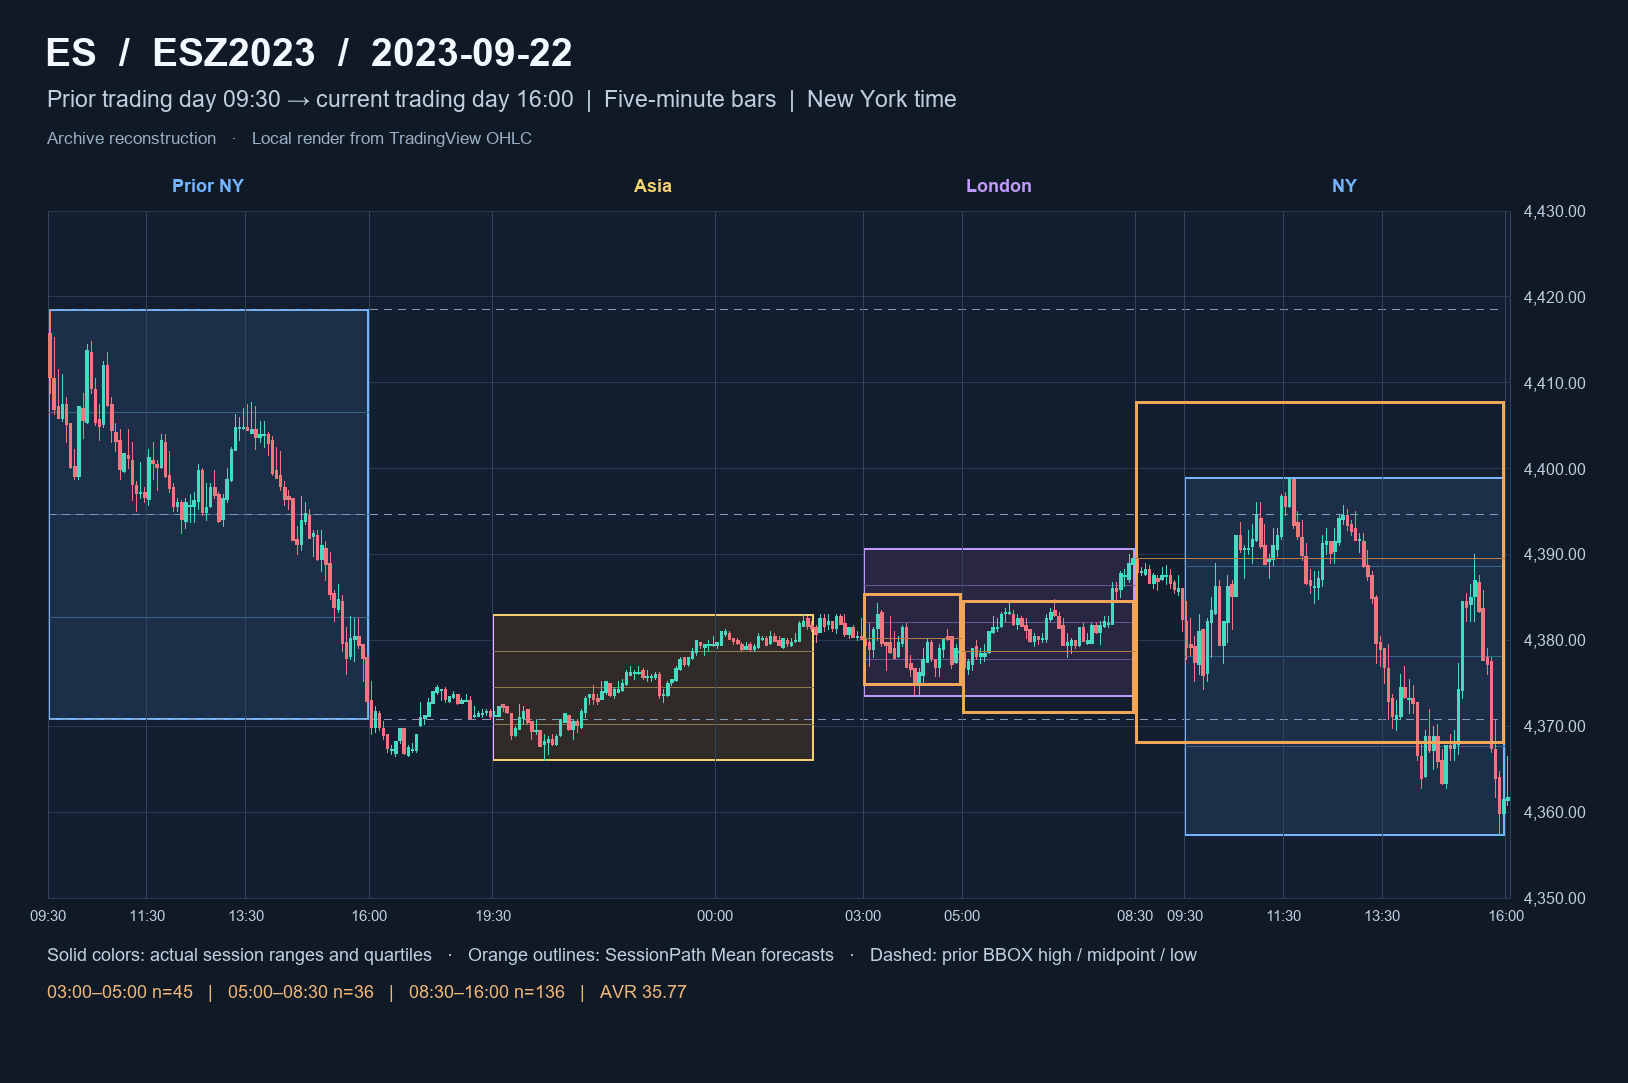 ES / ESZ2023 / 2023-09-22
Prior trading day 09:30 → current trading day 16:00 | Five-minute bars | New York time
Archive reconstruction · Local render from TradingView OHLC
Prior NY Asia London NY
4,430.00
4,420.00
4,410.00
4,400.00
4,390.00
4,380.00
4,370.00
4,360.00
4,350.00
09:30 11:30 13:30 16:00 19:30 00:00 03:00 05:00 08:30 09:30 11:30 13:30 16:00
Solid colors: actual session ranges and quartiles · Orange outlines: SessionPath Mean forecasts · Dashed: prior BBOX high / midpoint / low
03:00–05:00 n=45 | 05:00–08:30 n=36 | 08:30–16:00 n=136 | AVR 35.77